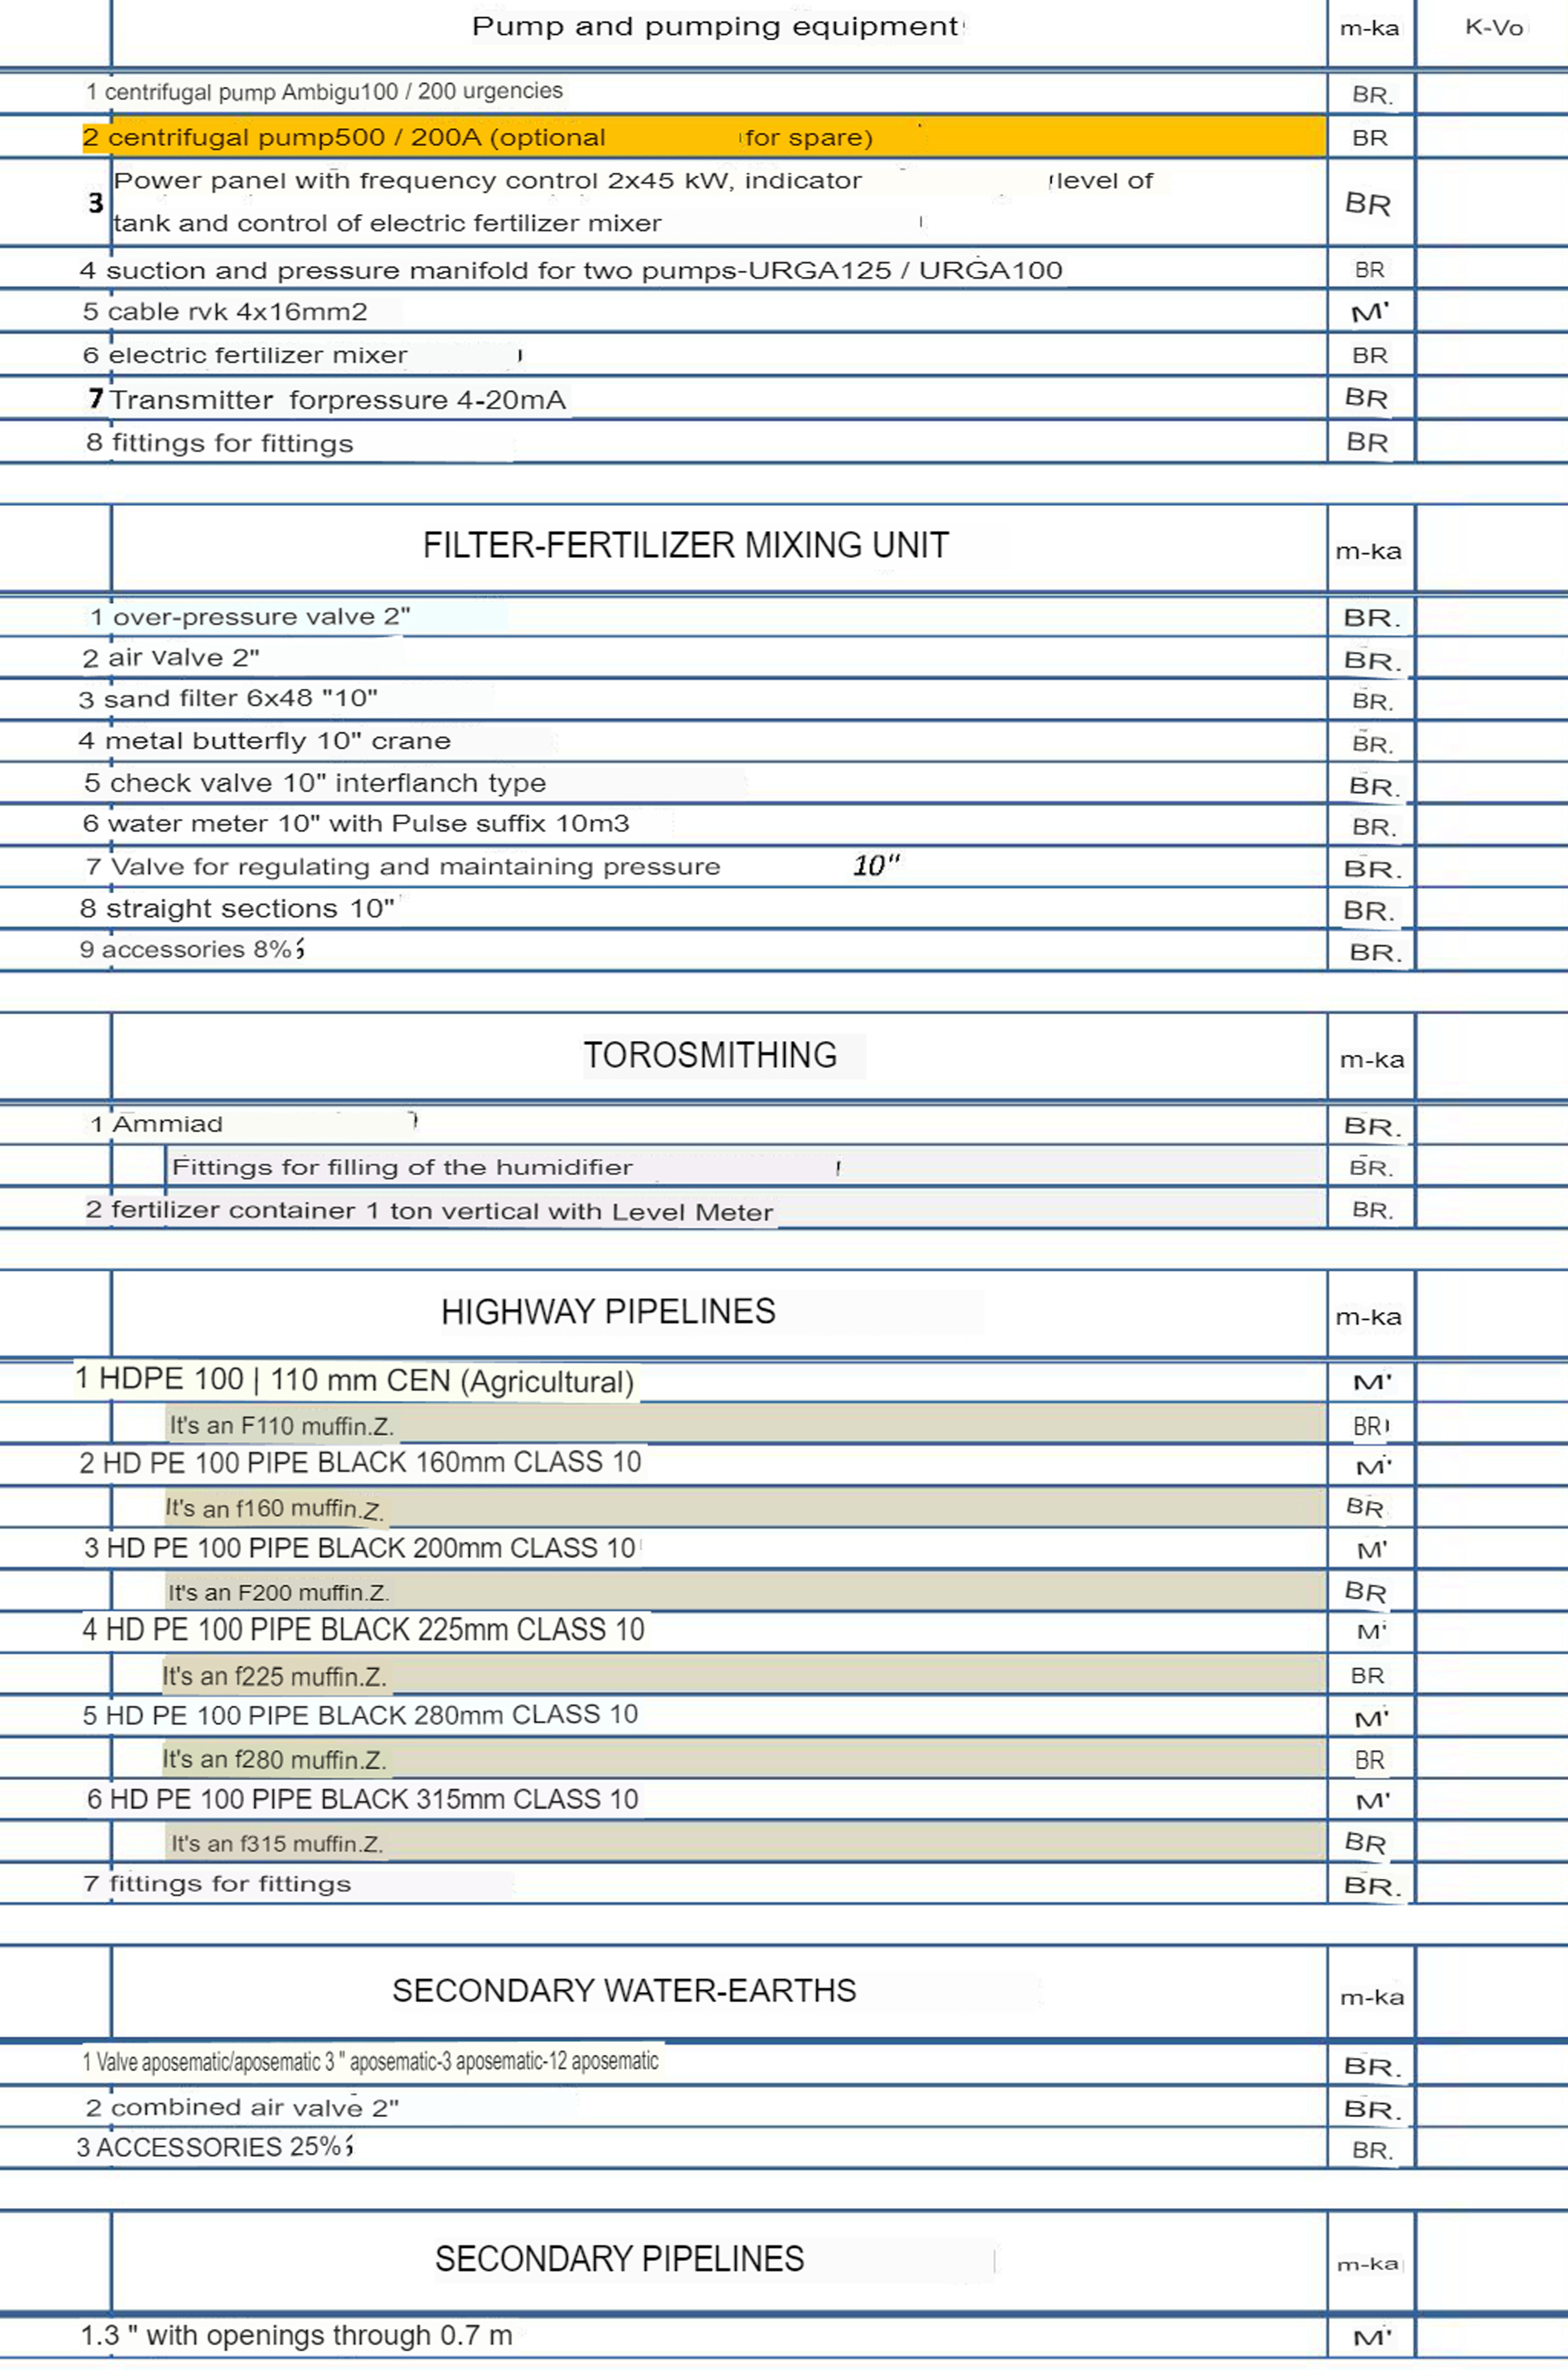 Pump and pumping equipment m-ka K-Vo
1 centrifugal pump Ambigu100 / 200 urgencies BR.
2 centrifugal pump500 / 200A (optional for spare) BR
3 Power panel with frequency control 2x45 kW, indicator level of
tank and control of electric fertilizer mixer BR
4 suction and pressure manifold for two pumps-URGA125 / URGA100 BR
5 cable rvk 4x16mm2 M'
6 electric fertilizer mixer BR
7 Transmitter forpressure 4-20mA BR
8 fittings for fittings BR
FILTER-FERTILIZER MIXING UNIT m-ka
1 over-pressure valve 2" BR.
2 air valve 2" BR.
3 sand filter 6x48 "10" BR.
4 metal butterfly 10" crane BR.
5 check valve 10" interflanch type BR.
6 water meter 10" with Pulse suffix 10m3 BR.
7 Valve for regulating and maintaining pressure 10" BR.
8 straight sections 10" BR.
9 accessories 8% BR.
TOROSMITHING m-ka
1 Ammiad BR.
Fittings for filling of the humidifier BR.
2 fertilizer container 1 ton vertical with Level Meter BR.
HIGHWAY PIPELINES m-ka
1 HDPE 100 | 110 mm CEN (Agricultural) M'
It's an F110 muffin.Z. BR
2 HD PE 100 PIPE BLACK 160mm CLASS 10 M'
It's an f160 muffin.Z. BR
3 HD PE 100 PIPE BLACK 200mm CLASS 10 M'
It's an F200 muffin.Z. BR
4 HD PE 100 PIPE BLACK 225mm CLASS 10 M'
It's an f225 muffin.Z. BR
5 HD PE 100 PIPE BLACK 280mm CLASS 10 M'
It's an f280 muffin.Z. BR
6 HD PE 100 PIPE BLACK 315mm CLASS 10 M'
It's an f315 muffin.Z. BR
7 fittings for fittings BR.
SECONDARY WATER-EARTHS m-ka
1 Valve aposematic/aposematic 3 " aposematic-3 aposematic-12 aposematic BR.
2 combined air valve 2" BR.
3 ACCESSORIES 25% BR.
SECONDARY PIPELINES m-ka
1.3 " with openings through 0.7 m M'